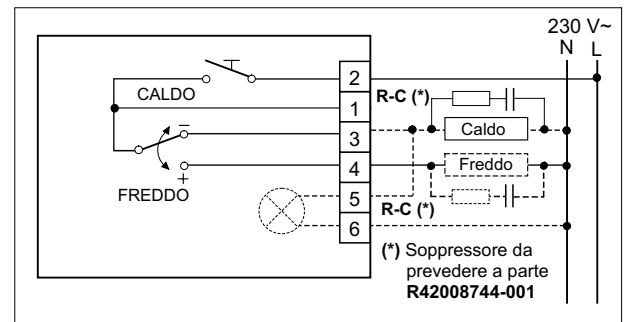 230 V~
N L
CALDO
FREDDO
–
+
2
1
3
4
5
6
R-C (*)
Caldo
Freddo
R-C (*)
(*) Soppressore da
prevedere a parte
R42008744-001